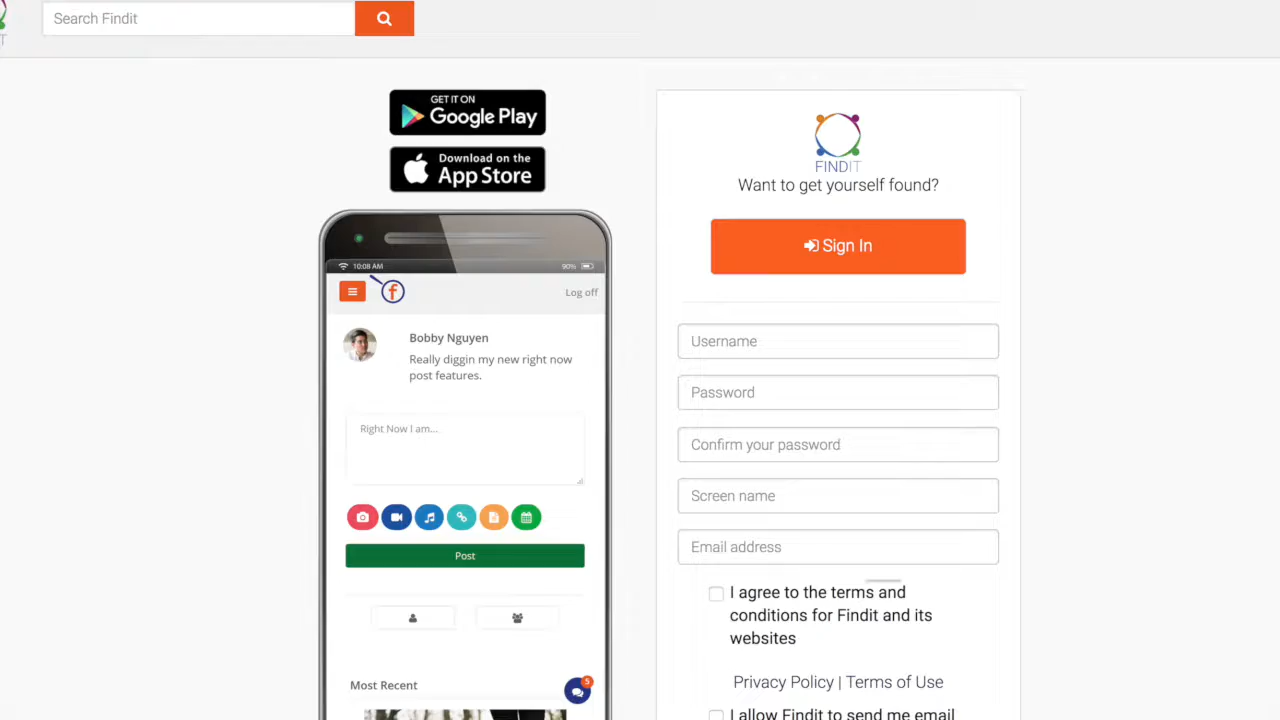 Search Findit
GET IT ON
Google Play
Download on the
App Store
10:08 AM
90%
f
Log off
Bobby Nguyen
Really diggin my new right now
post features.
Right Now I am...
Post
Most Recent
5
FINDIT
Want to get yourself found?
Sign In
Username
Password
Confirm your password
Screen name
Email address
I agree to the terms and
conditions for Findit and its
websites
Privacy Policy | Terms of Use
I allow Findit to send me email